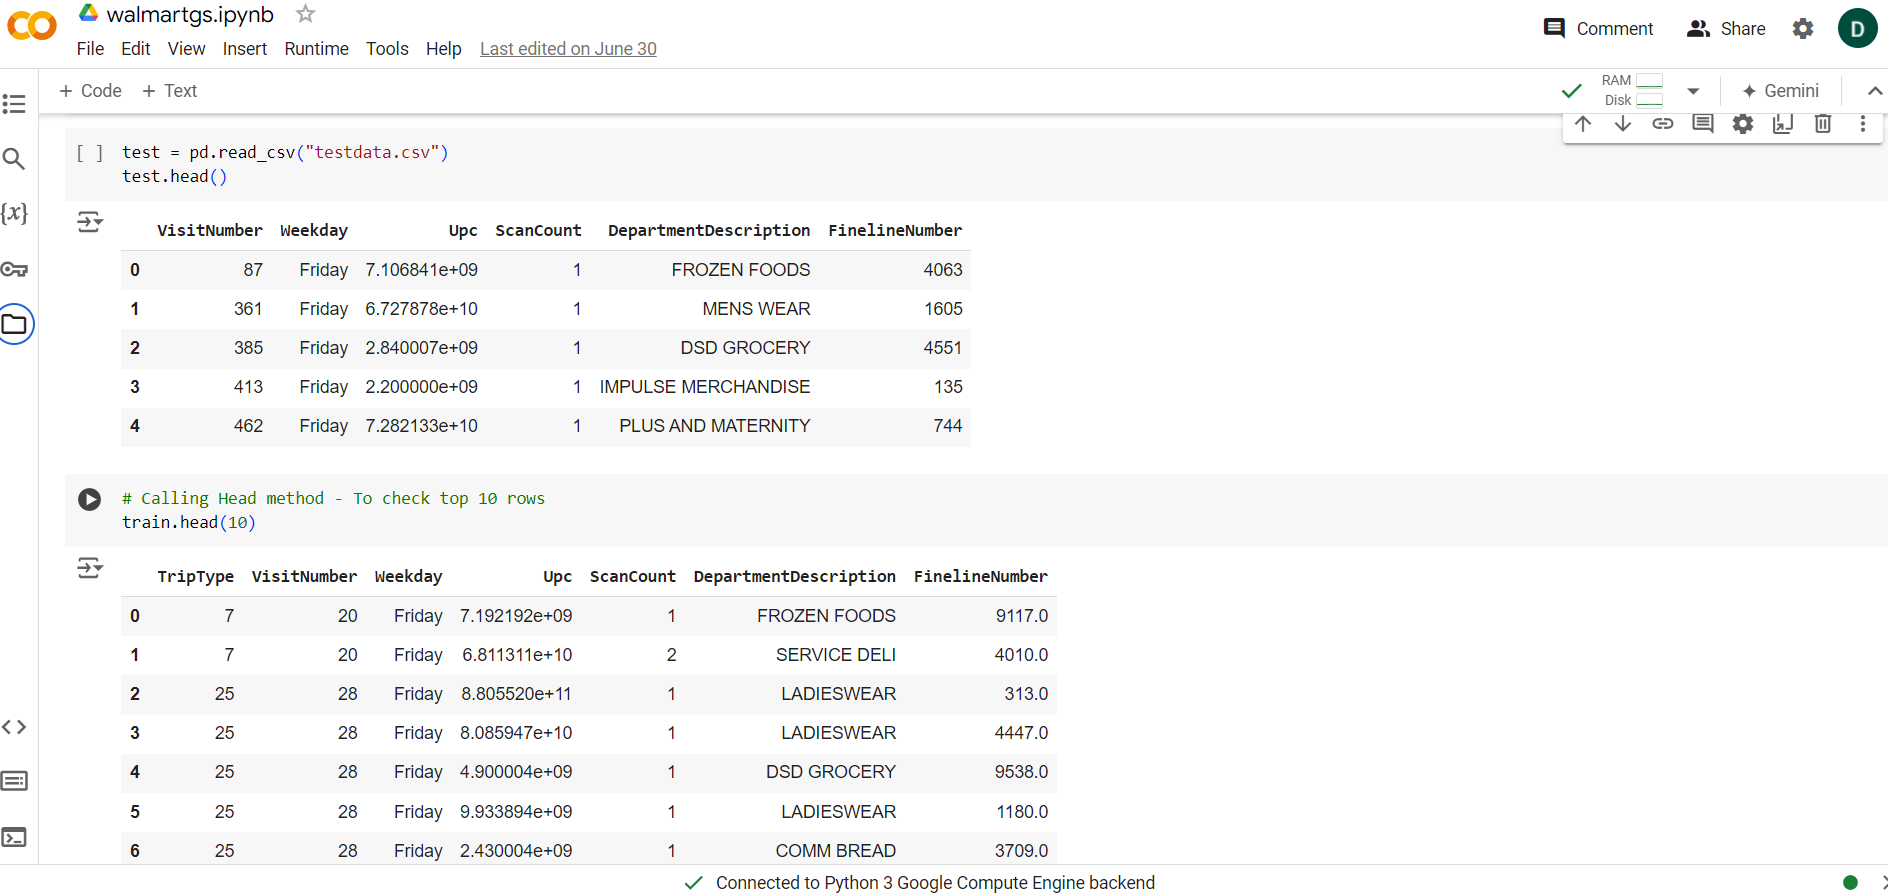 walmartgs.ipynb
File Edit View Insert Runtime Tools Help Last edited on June 30
Comment Share D
+ Code + Text
RAM
Disk
Gemini
[ ] test = pd.read_csv("testdata.csv")
test.head()
VisitNumber Weekday Upc ScanCount DepartmentDescription FinelineNumber
0 87 Friday 7.106841e+09 1 FROZEN FOODS 4063
1 361 Friday 6.727878e+10 1 MENS WEAR 1605
2 385 Friday 2.840007e+09 1 DSD GROCERY 4551
3 413 Friday 2.200000e+09 1 IMPULSE MERCHANDISE 135
4 462 Friday 7.282133e+10 1 PLUS AND MATERNITY 744
# Calling Head method - To check top 10 rows
train.head(10)
TripType VisitNumber Weekday Upc ScanCount DepartmentDescription FinelineNumber
0 7 20 Friday 7.192192e+09 1 FROZEN FOODS 9117.0
1 7 20 Friday 6.811311e+10 2 SERVICE DELI 4010.0
2 25 28 Friday 8.805520e+11 1 LADIESWEAR 313.0
3 25 28 Friday 8.085947e+10 1 LADIESWEAR 4447.0
4 25 28 Friday 4.900004e+09 1 DSD GROCERY 9538.0
5 25 28 Friday 9.933894e+09 1 LADIESWEAR 1180.0
6 25 28 Friday 2.430004e+09 1 COMM BREAD 3709.0
Connected to Python 3 Google Compute Engine backend